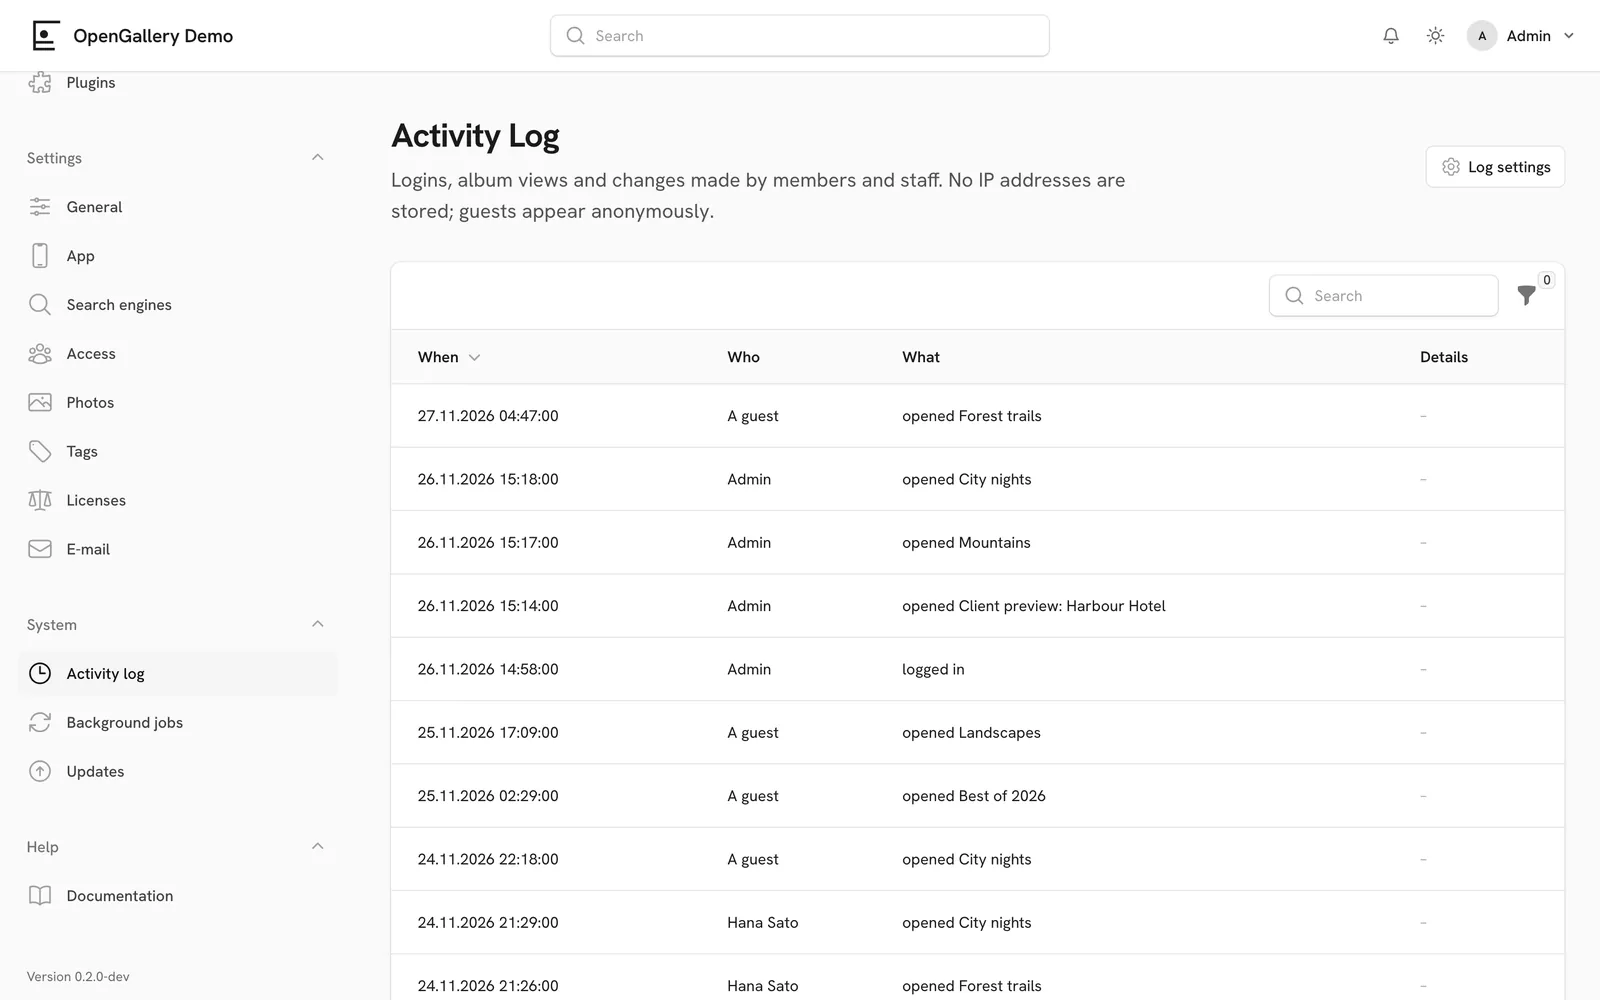 OpenGallery Demo
Search
A
Admin
Plugins
Settings
General
App
Search engines
Access
Photos
Tags
Licenses
E-mail
System
Activity log
Background jobs
Updates
Help
Documentation
Version 0.2.0-dev
Activity Log
Logins, album views and changes made by members and staff. No IP addresses are
stored; guests appear anonymously.
Log settings
Search
0
When Who What Details
27.11.2026 04:47:00 A guest opened Forest trails –
26.11.2026 15:18:00 Admin opened City nights –
26.11.2026 15:17:00 Admin opened Mountains –
26.11.2026 15:14:00 Admin opened Client preview: Harbour Hotel –
26.11.2026 14:58:00 Admin logged in –
25.11.2026 17:09:00 A guest opened Landscapes –
25.11.2026 02:29:00 A guest opened Best of 2026 –
24.11.2026 22:18:00 A guest opened City nights –
24.11.2026 21:29:00 Hana Sato opened City nights –
24.11.2026 21:26:00 Hana Sato opened Forest trails –